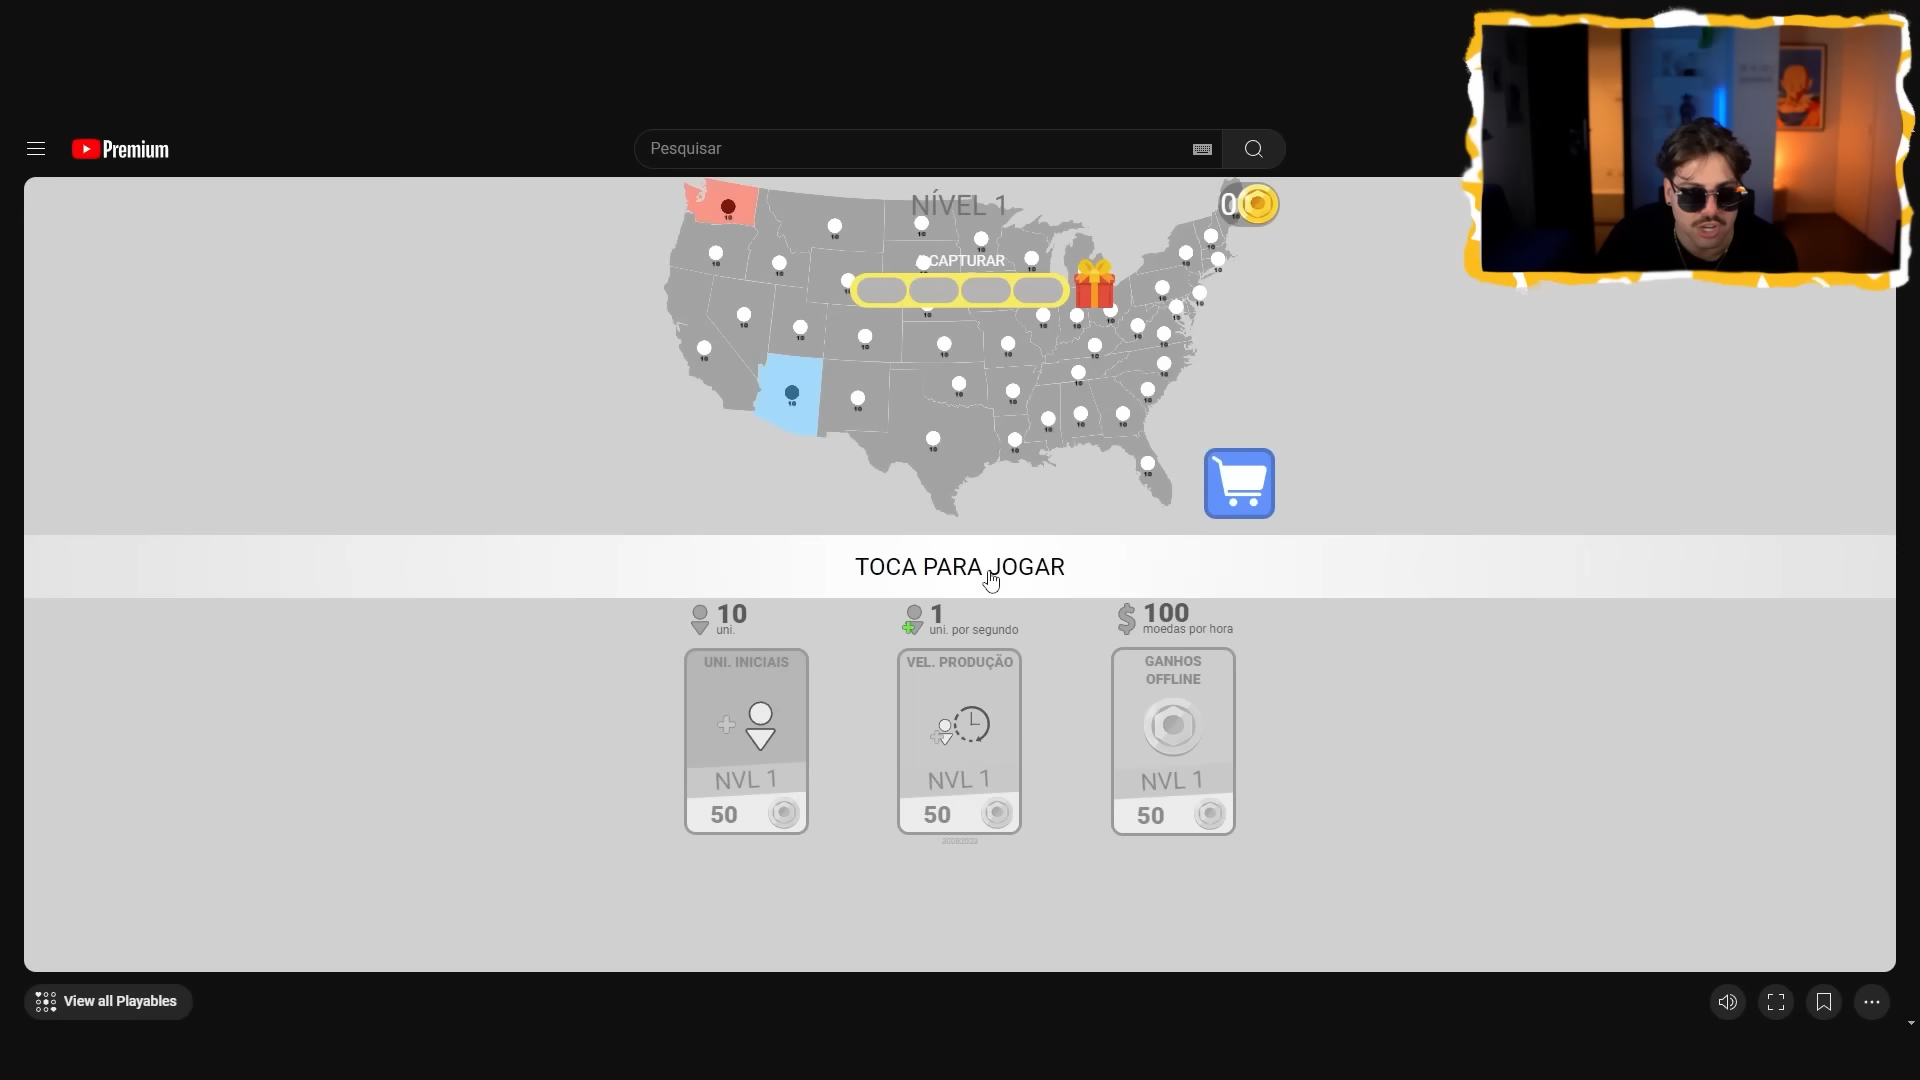 Premium
Pesquisar
NÍVEL 1
0
CAPTURAR
TOCA PARA JOGAR
10
uni.
1
uni. por segundo
100
moedas por hora
UNI. INICIAIS
VEL. PRODUÇÃO
GANHOS
OFFLINE
NVL 1
NVL 1
NVL 1
50
50
50
View all Playables